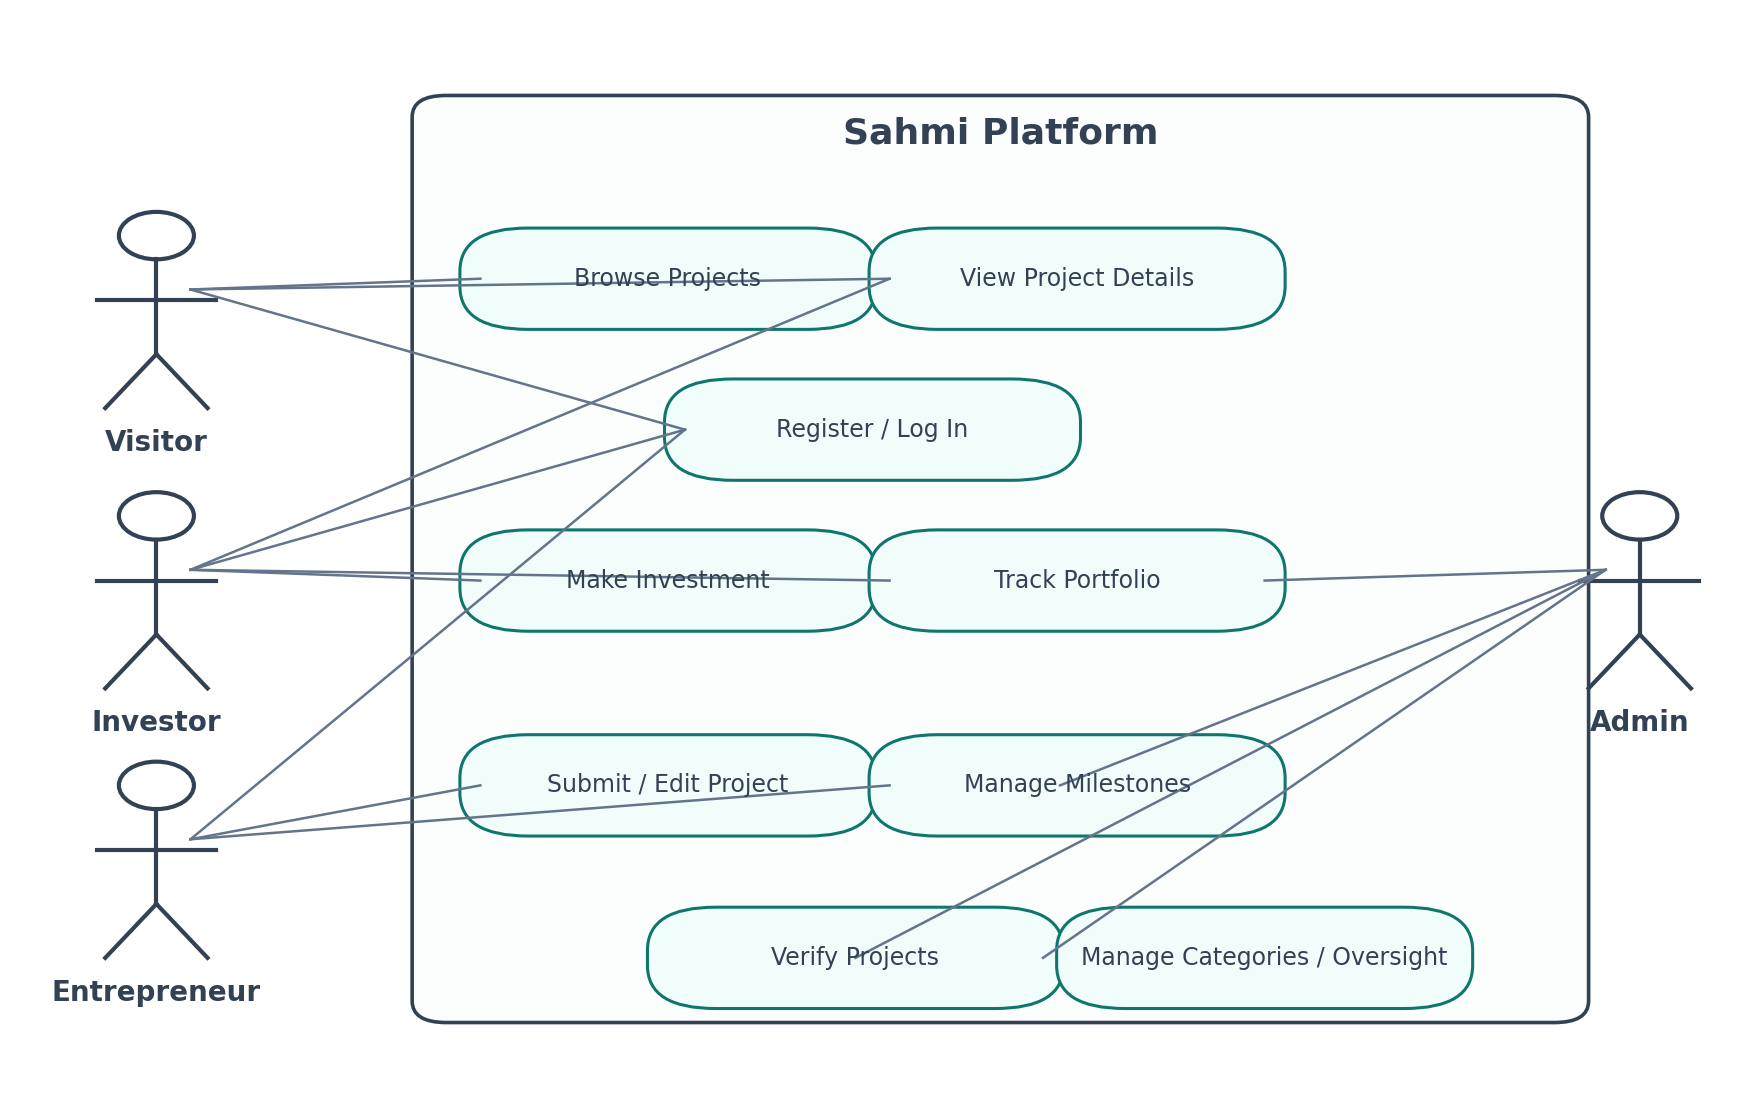 Sahmi Platform
Browse Projects
View Project Details
Register / Log In
Visitor
Make Investment
Track Portfolio
Investor
Admin
Submit / Edit Project
Manage Milestones
Verify Projects
Manage Categories / Oversight
Entrepreneur